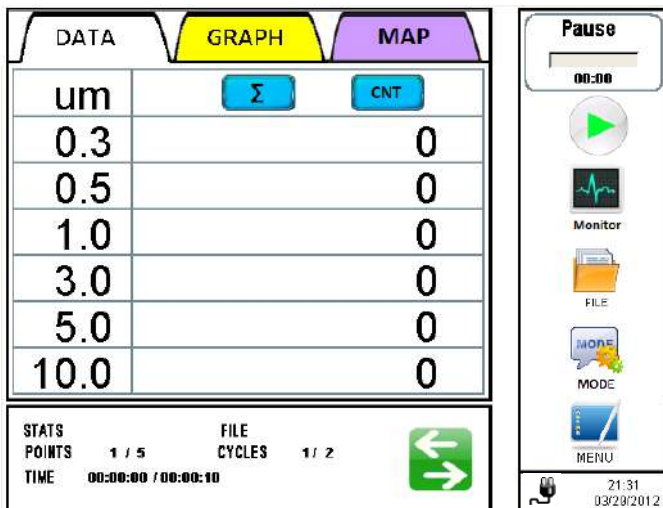 DATA GRAPH MAP
um Σ CNT
0.3 0
0.5 0
1.0 0
3.0 0
5.0 0
10.0 0
STATS FILE
POINTS 1 / 5 CYCLES 1/ 2
TIME 00:00:00 / 00:00:10
Pause
00:00
Monitor
FILE
MODE
MODE
MENU
21:31
03/29/2012